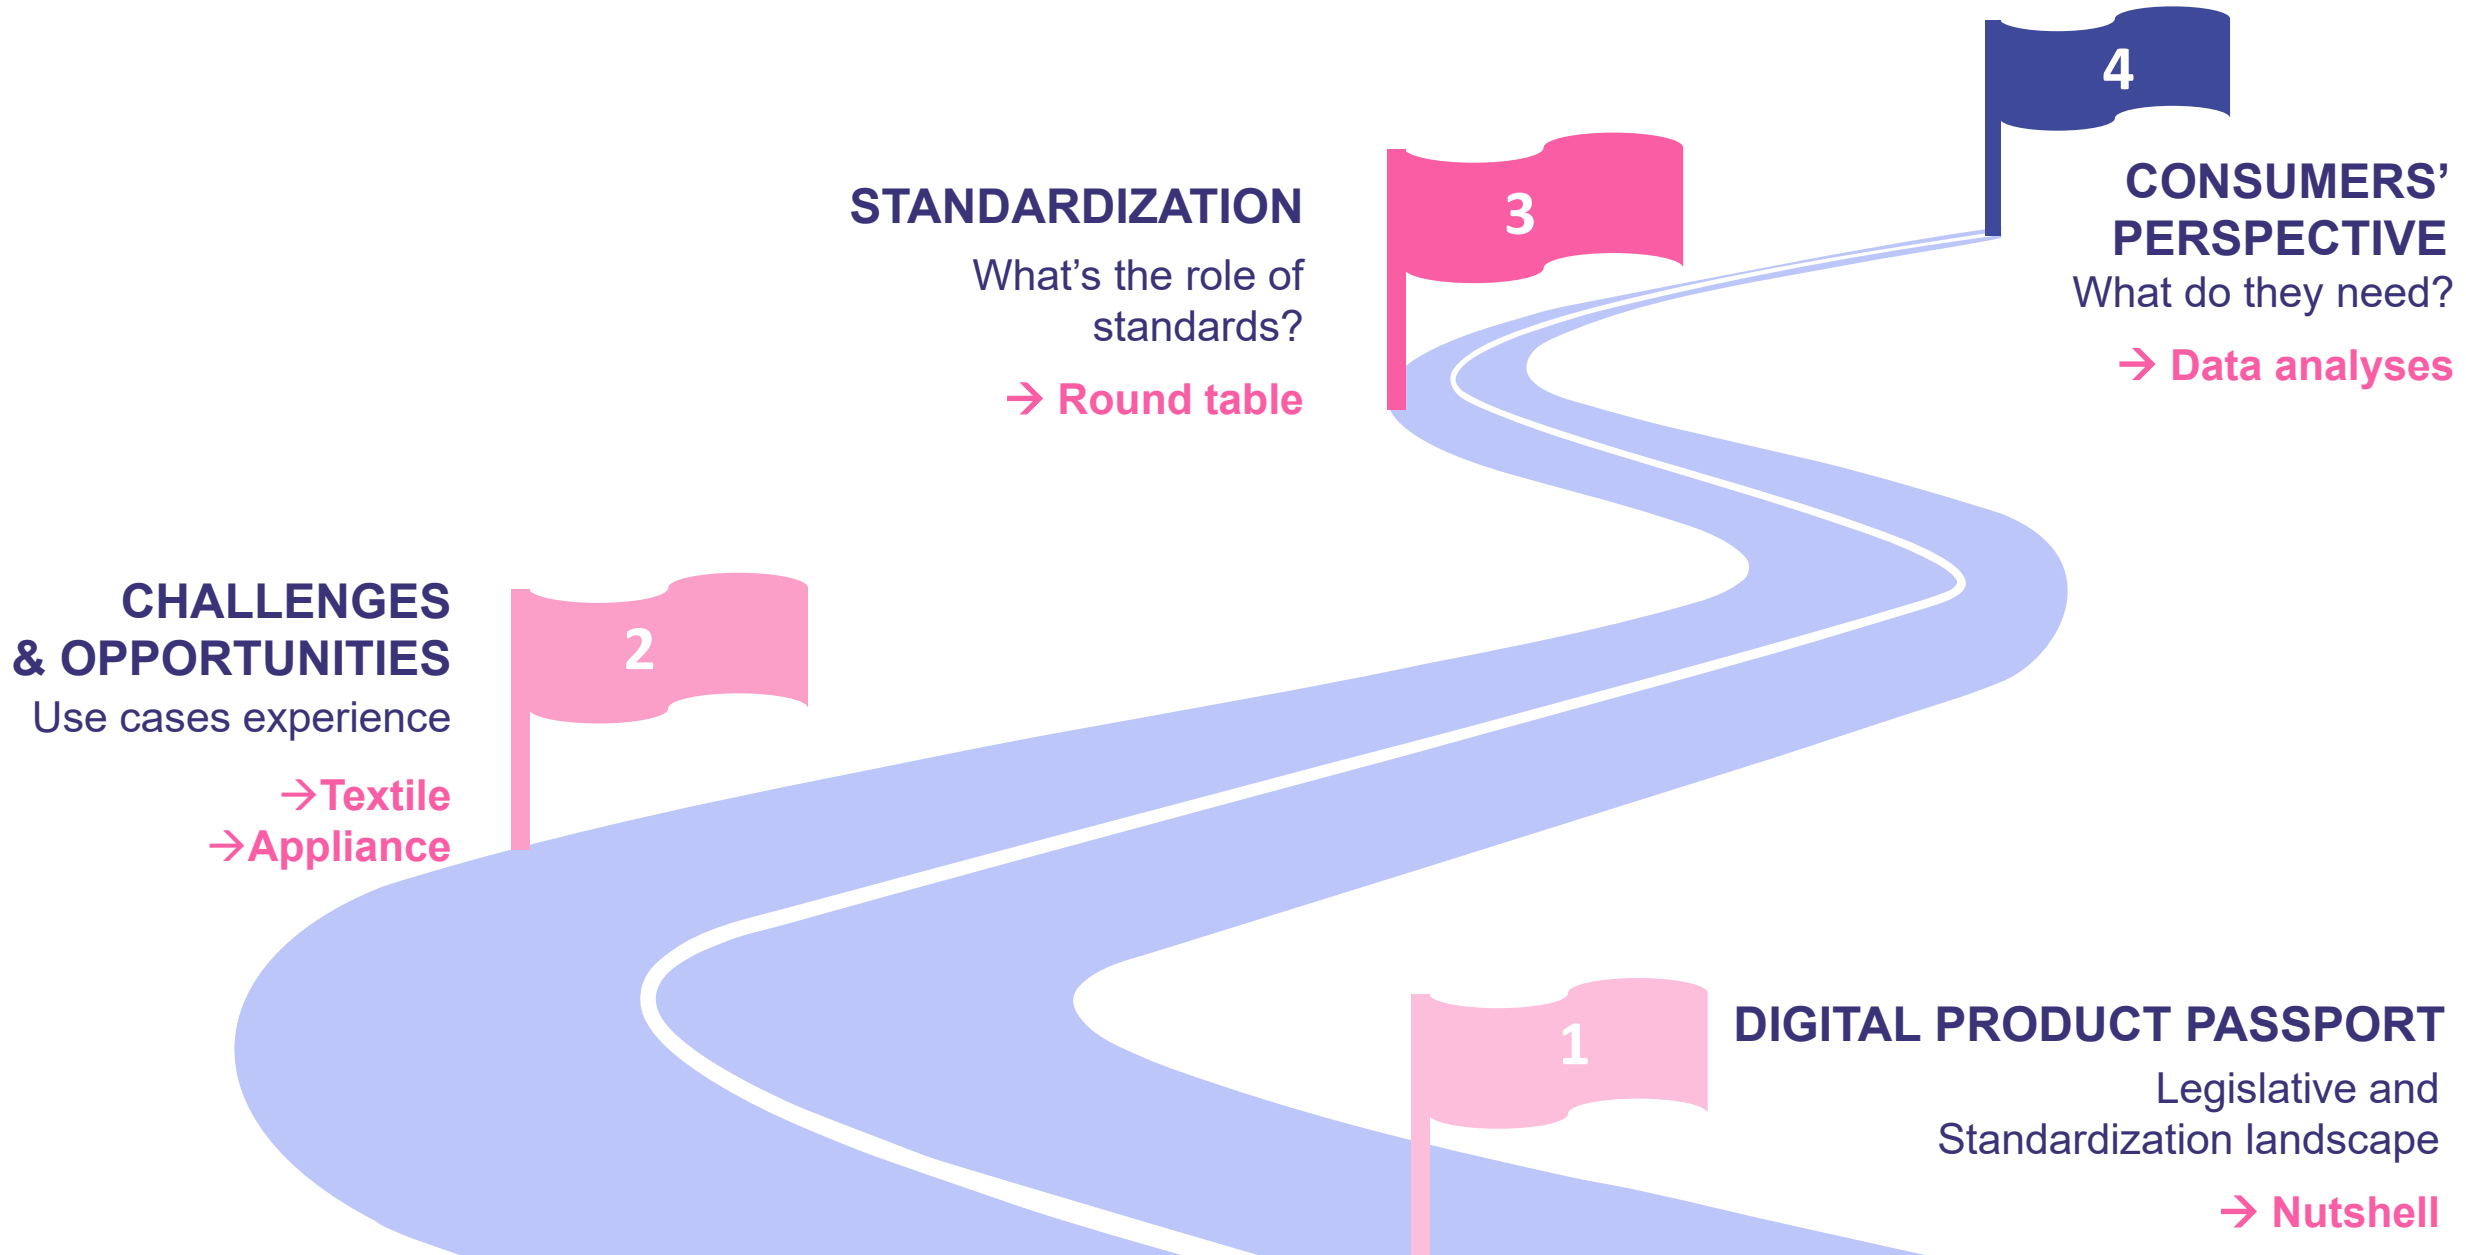 4
CONSUMERS’
PERSPECTIVE
What do they need?
→ Data analyses
3
STANDARDIZATION
What’s the role of
standards?
→ Round table
2
CHALLENGES
& OPPORTUNITIES
Use cases experience
→Textile
→Appliance
1
DIGITAL PRODUCT PASSPORT
Legislative and
Standardization landscape
→ Nutshell